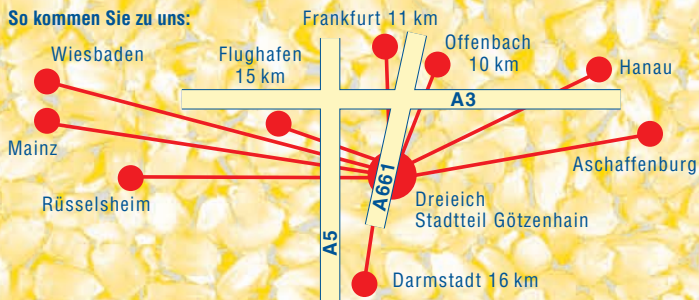 So kommen Sie zu uns:
Frankfurt 11 km
Wiesbaden
Flughafen
15 km
Offenbach
10 km
Hanau
A3
Mainz
Aschaffenburg
Rüsselsheim
A661
Dreieich
Stadtteil Götzenhain
A5
Darmstadt 16 km